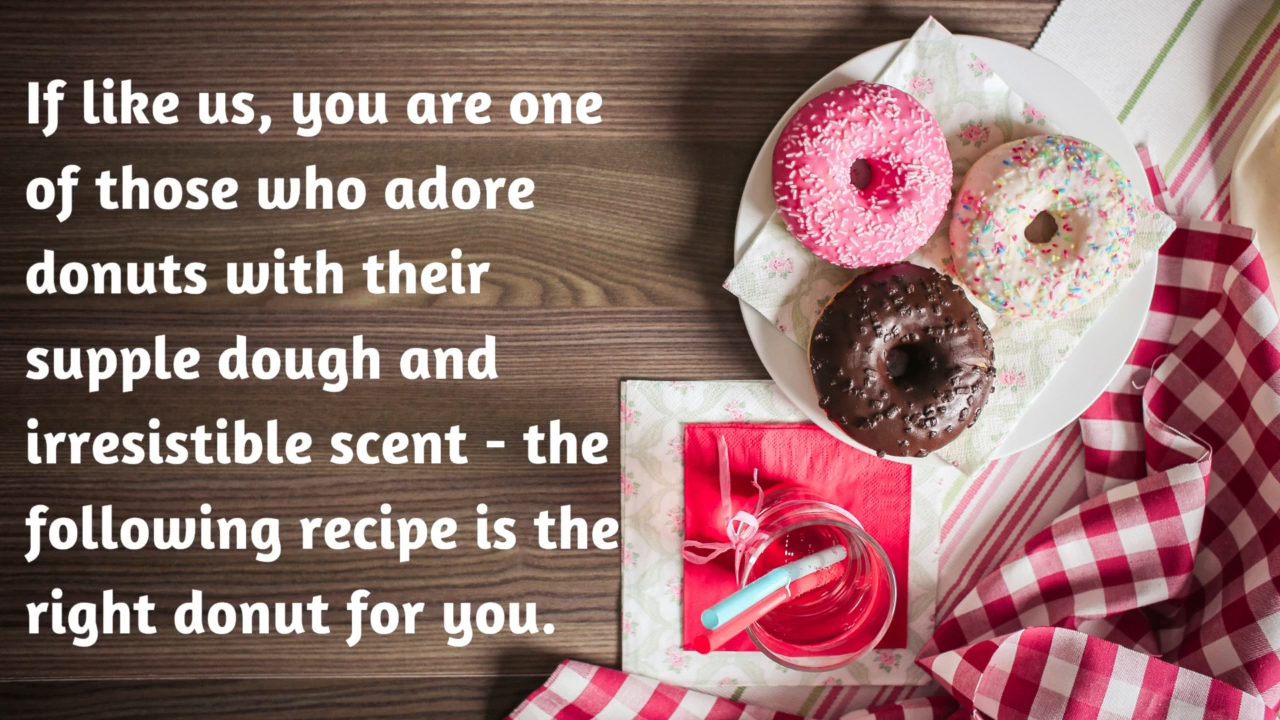 If like us, you are one
of those who adore
donuts with their
supple dough and
irresistible scent - the
following recipe is the
right donut for you.